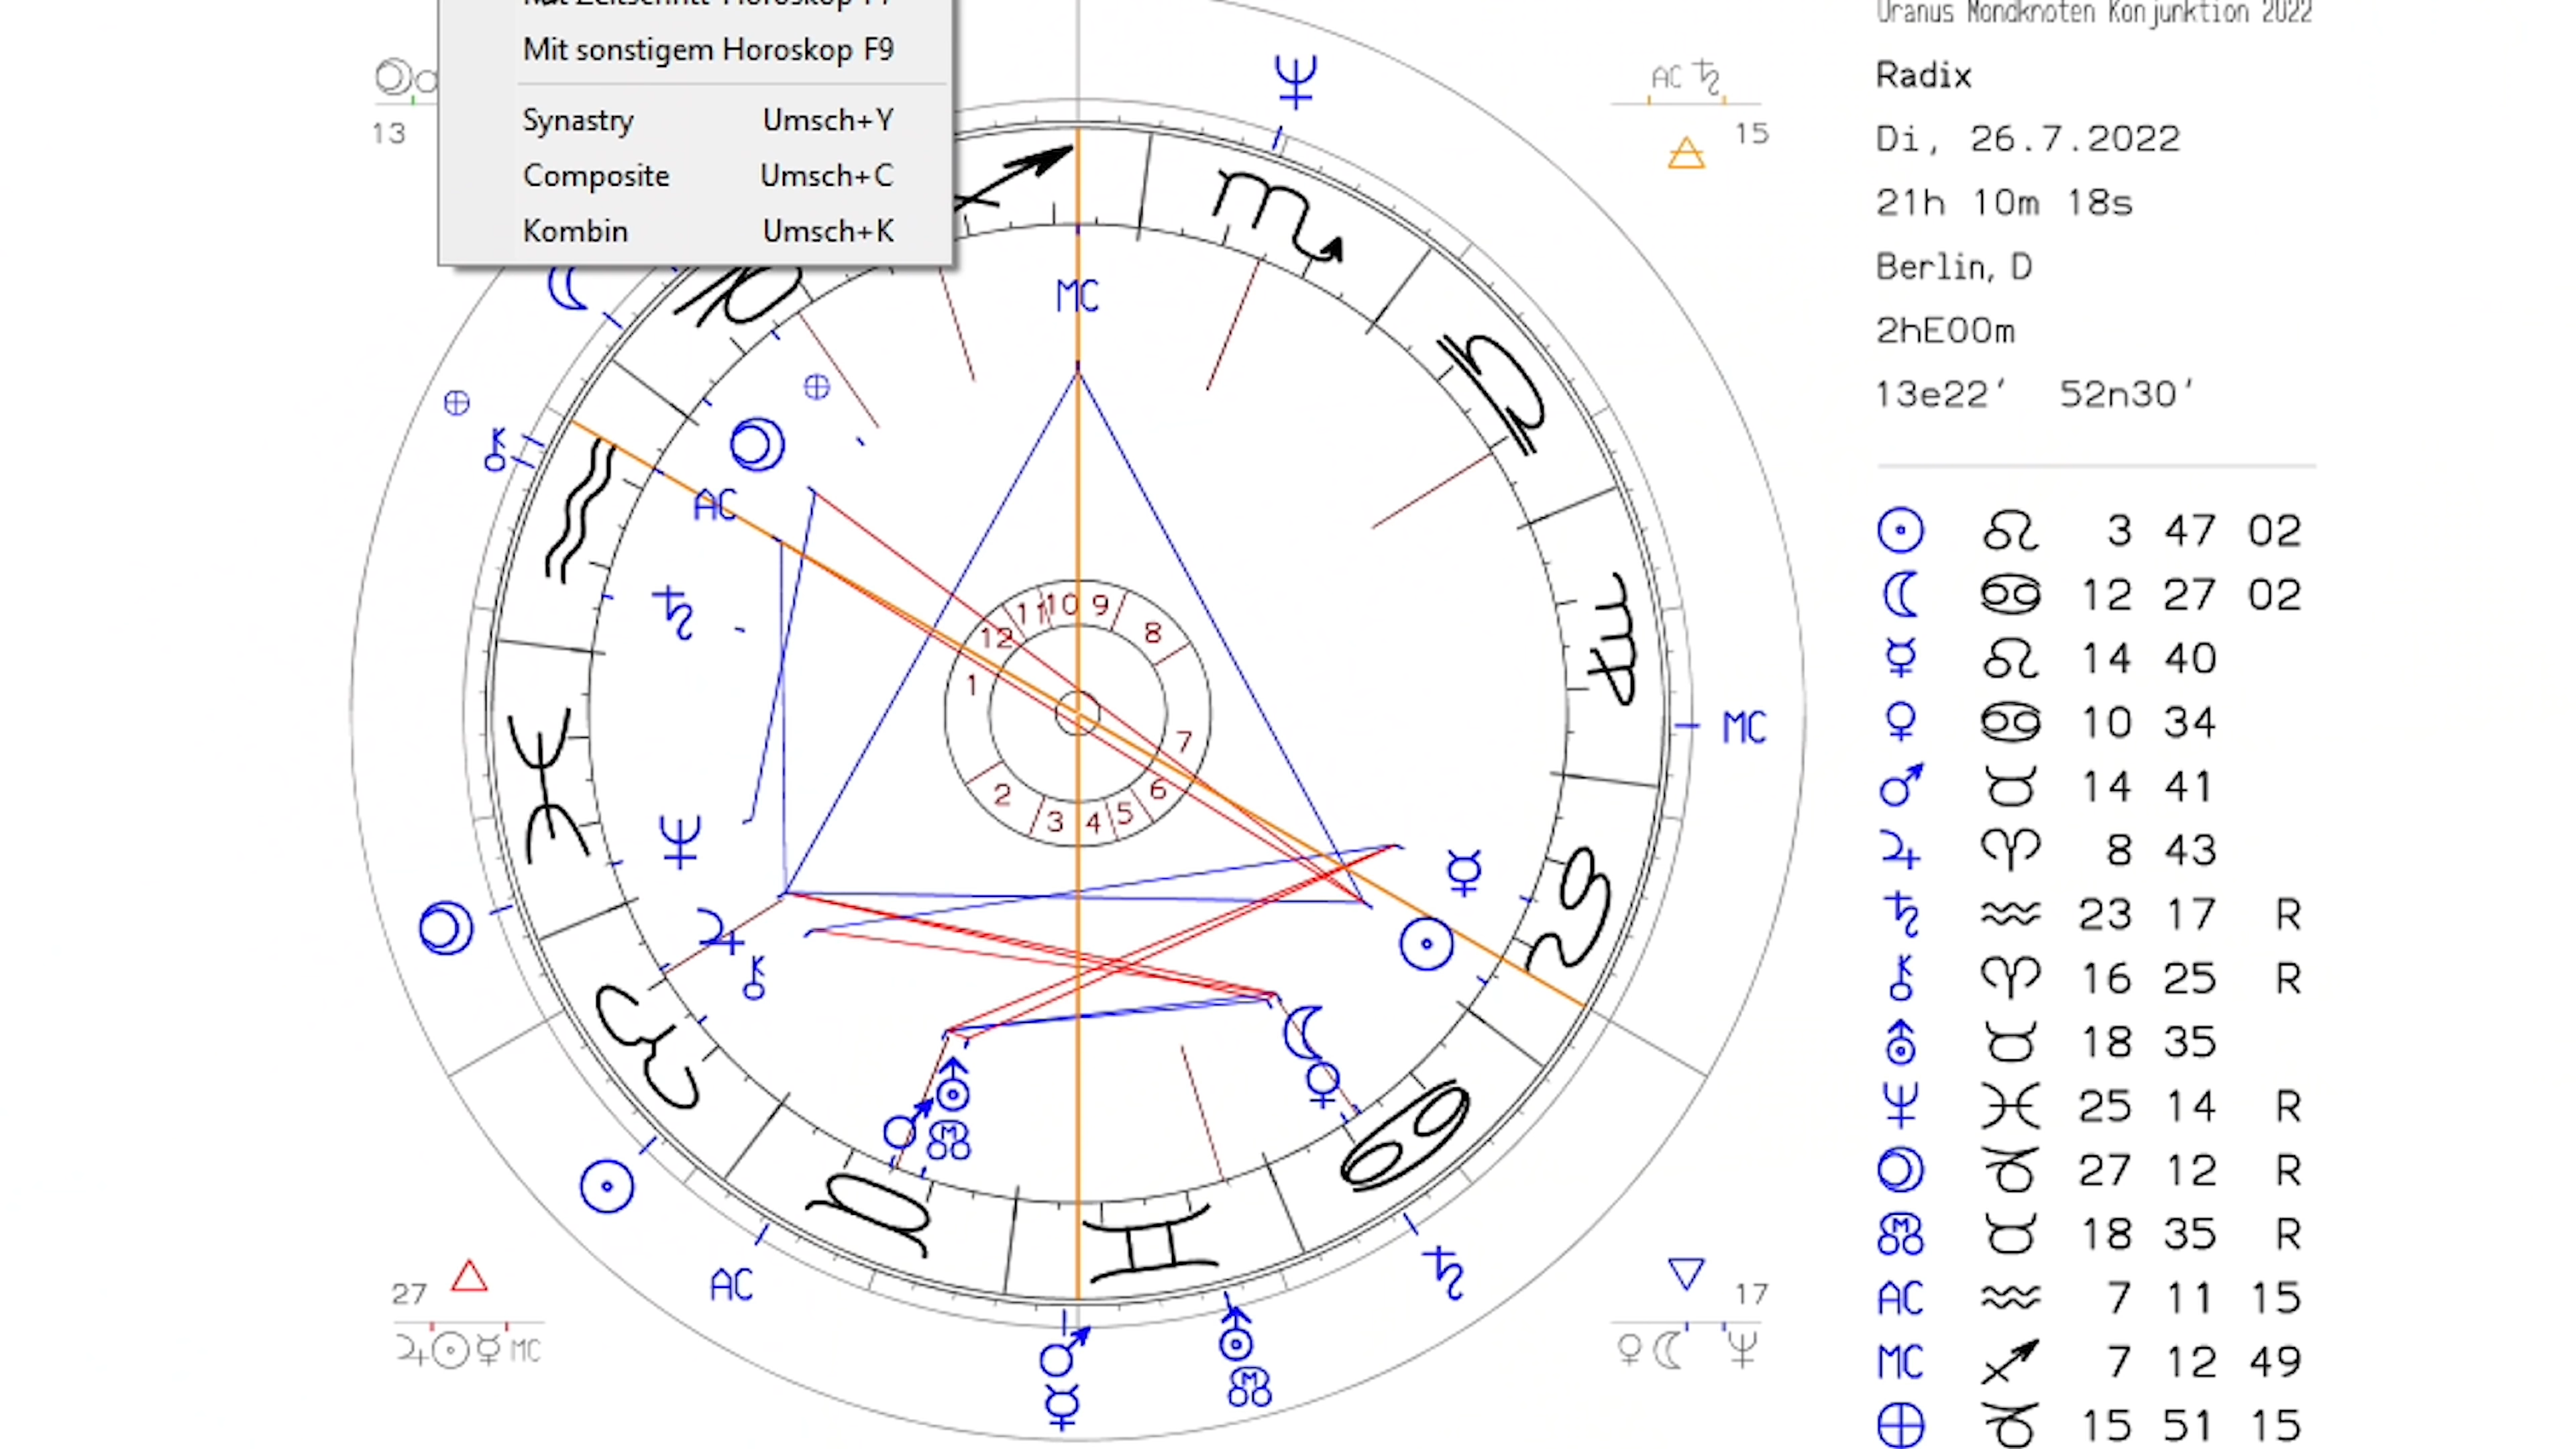 Mit Zeitschritt-Horoskop F7
Mit sonstigem Horoskop F9
Synastry Umsch+Y
Composite Umsch+C
Kombin Umsch+K
13
AC
15
MC
AC
MC
11 10 9
12 8
1
7
2 6
3 4 5
AC
27
MC
17
Uranus Mondknoten Konjunktion 2022
Radix
Di, 26.7.2022
21h 10m 18s
Berlin, D
2hE00m
13e22' 52n30'
☉ ♌ 3 47 02
☽ ♋ 12 27 02
☿ ♌ 14 40
♀ ♋ 10 34
♂ ♉ 14 41
♃ ♈ 8 43
♄ ♒ 23 17 R
⚷ ♈ 16 25 R
⛢ ♉ 18 35
♆ ♓ 25 14 R
♇ ♑ 27 12 R
☊ ♉ 18 35 R
AC ♒ 7 11 15
MC ♐ 7 12 49
⊕ ♑ 15 51 15